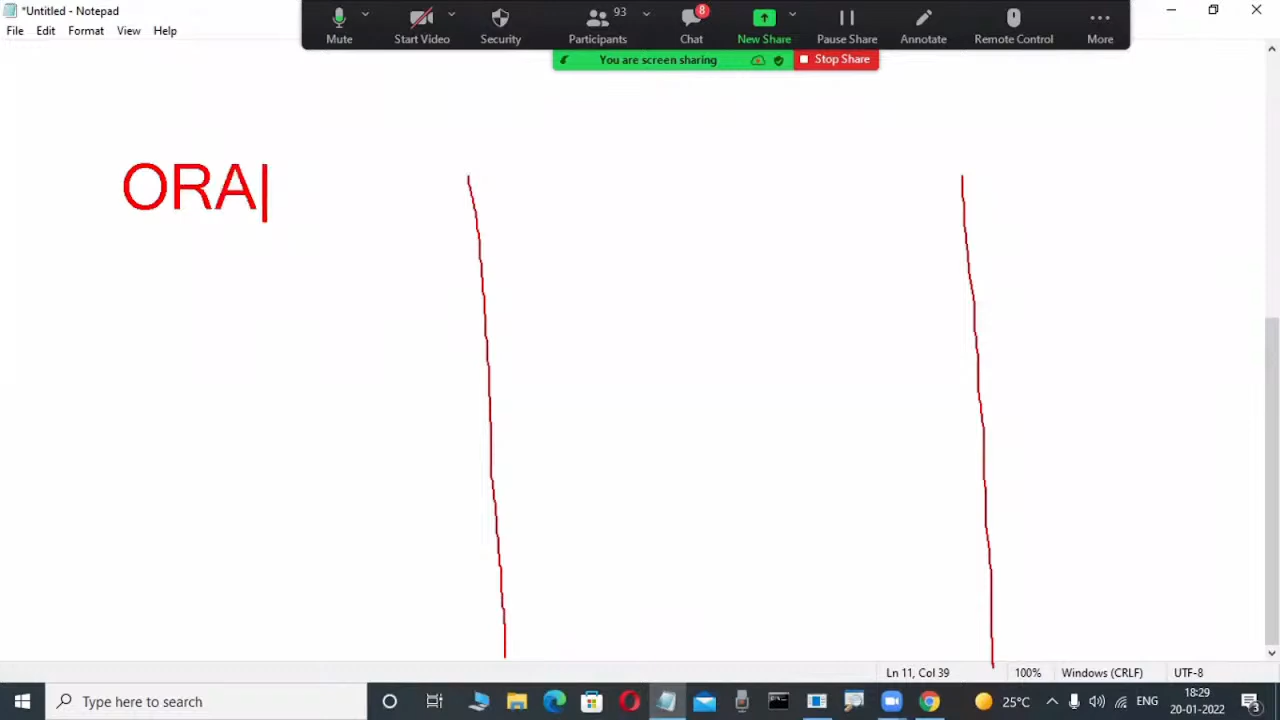 *Untitled - Notepad
File Edit Format View Help
Mute Start Video Security Participants 93 Chat 8 New Share Pause Share Annotate Remote Control More
You are screen sharing Stop Share
ORA
Ln 11, Col 39 100% Windows (CRLF) UTF-8
Type here to search 25°C ENG 18:29
20-01-2022 3